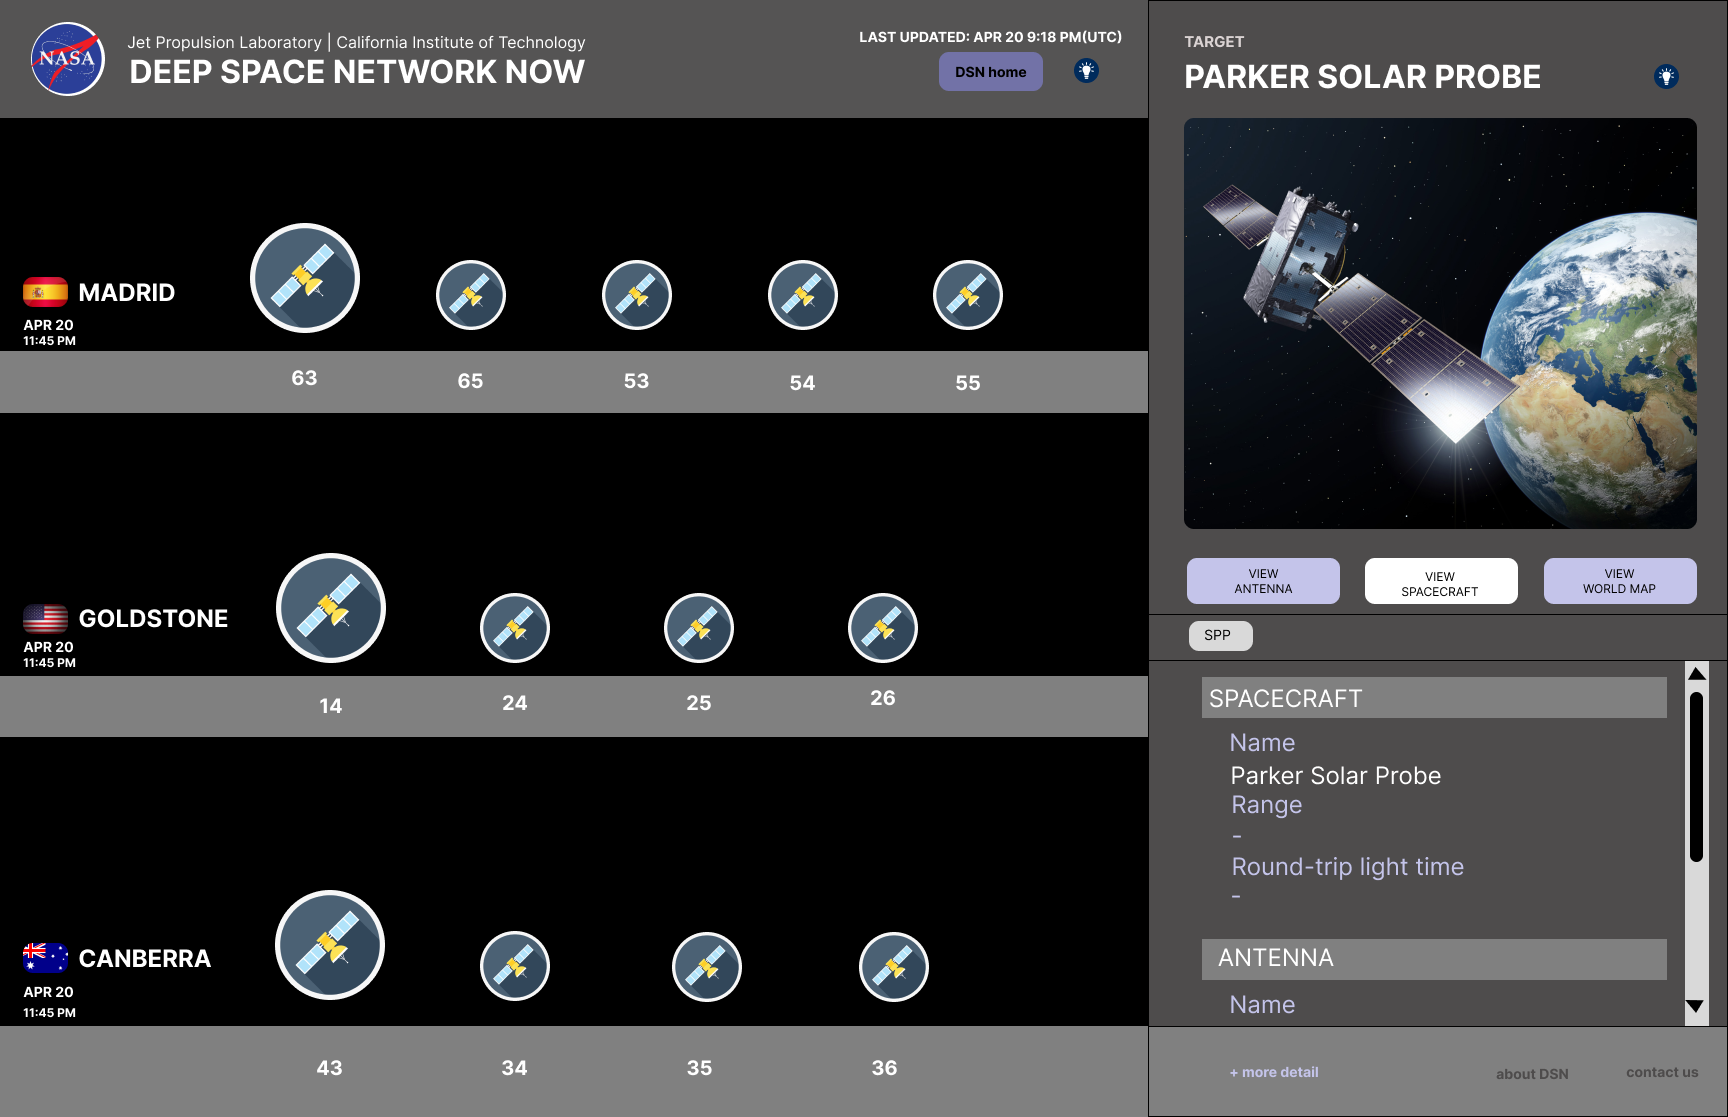 NASA
Jet Propulsion Laboratory | California Institute of Technology
DEEP SPACE NETWORK NOW
LAST UPDATED: APR 20 9:18 PM(UTC)
DSN home
MADRID
APR 20
11:45 PM
63
65
53
54
55
GOLDSTONE
APR 20
11:45 PM
14
24
25
26
CANBERRA
APR 20
11:45 PM
43
34
35
36
TARGET
PARKER SOLAR PROBE
VIEW
ANTENNA
VIEW
SPACECRAFT
VIEW
WORLD MAP
SPP
SPACECRAFT
Name
Parker Solar Probe
Range
-
Round-trip light time
-
ANTENNA
Name
+ more detail
about DSN
contact us